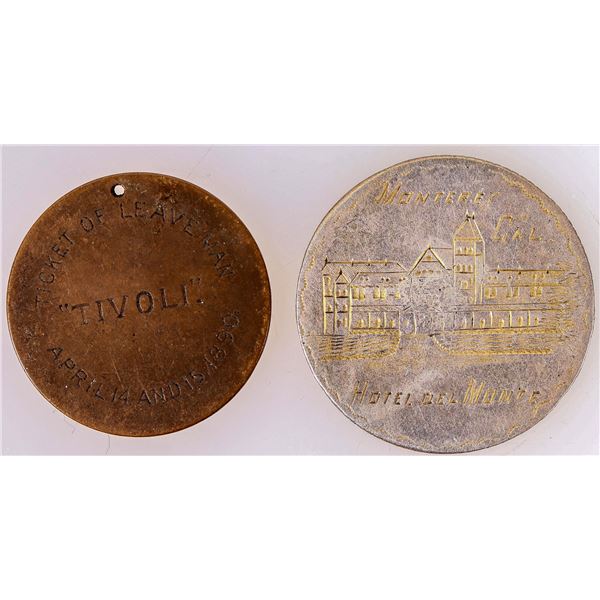 TICKET OF LEAVE MAN
"TIVOLI".
APRIL 14 AND 15, 1890.
MONTEREY
CAL.
HOTEL DEL MONTE